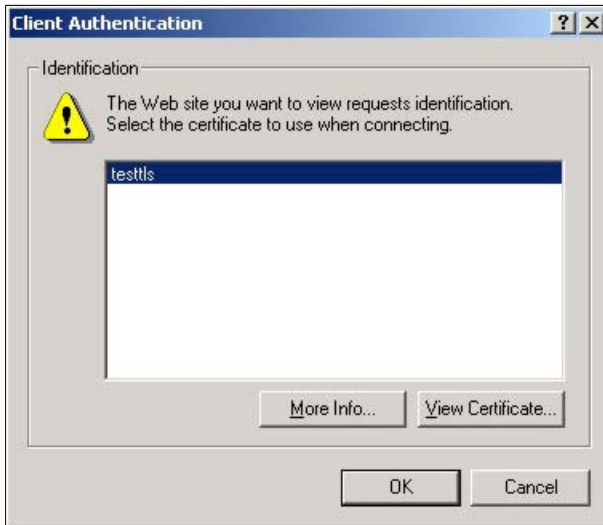 Client Authentication
Identification
The Web site you want to view requests identification.
Select the certificate to use when connecting.
testtls
More Info... View Certificate...
OK Cancel